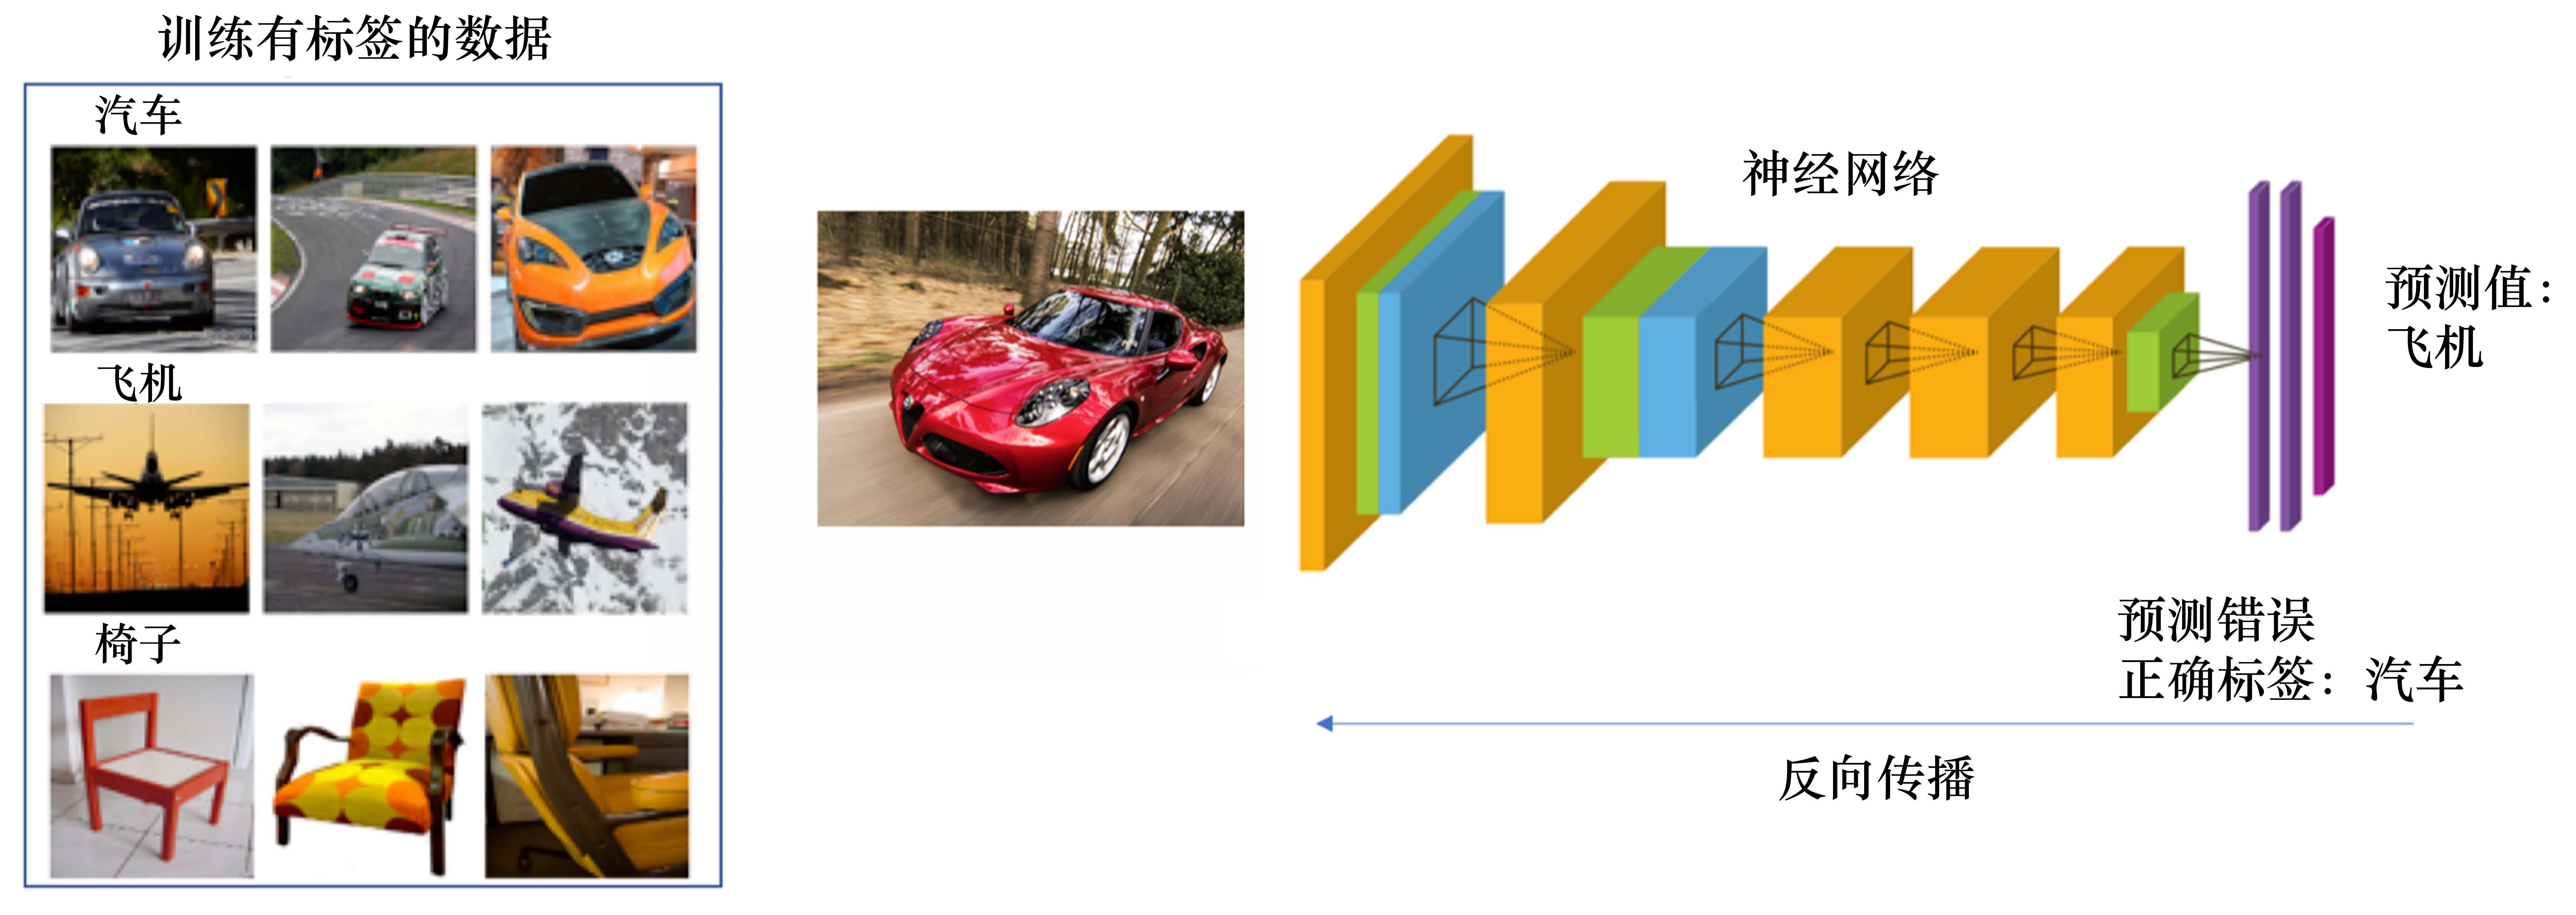 训练有标签的数据
汽车
飞机
椅子
神经网络
预测值：
飞机
预测错误
正确标签：汽车
反向传播